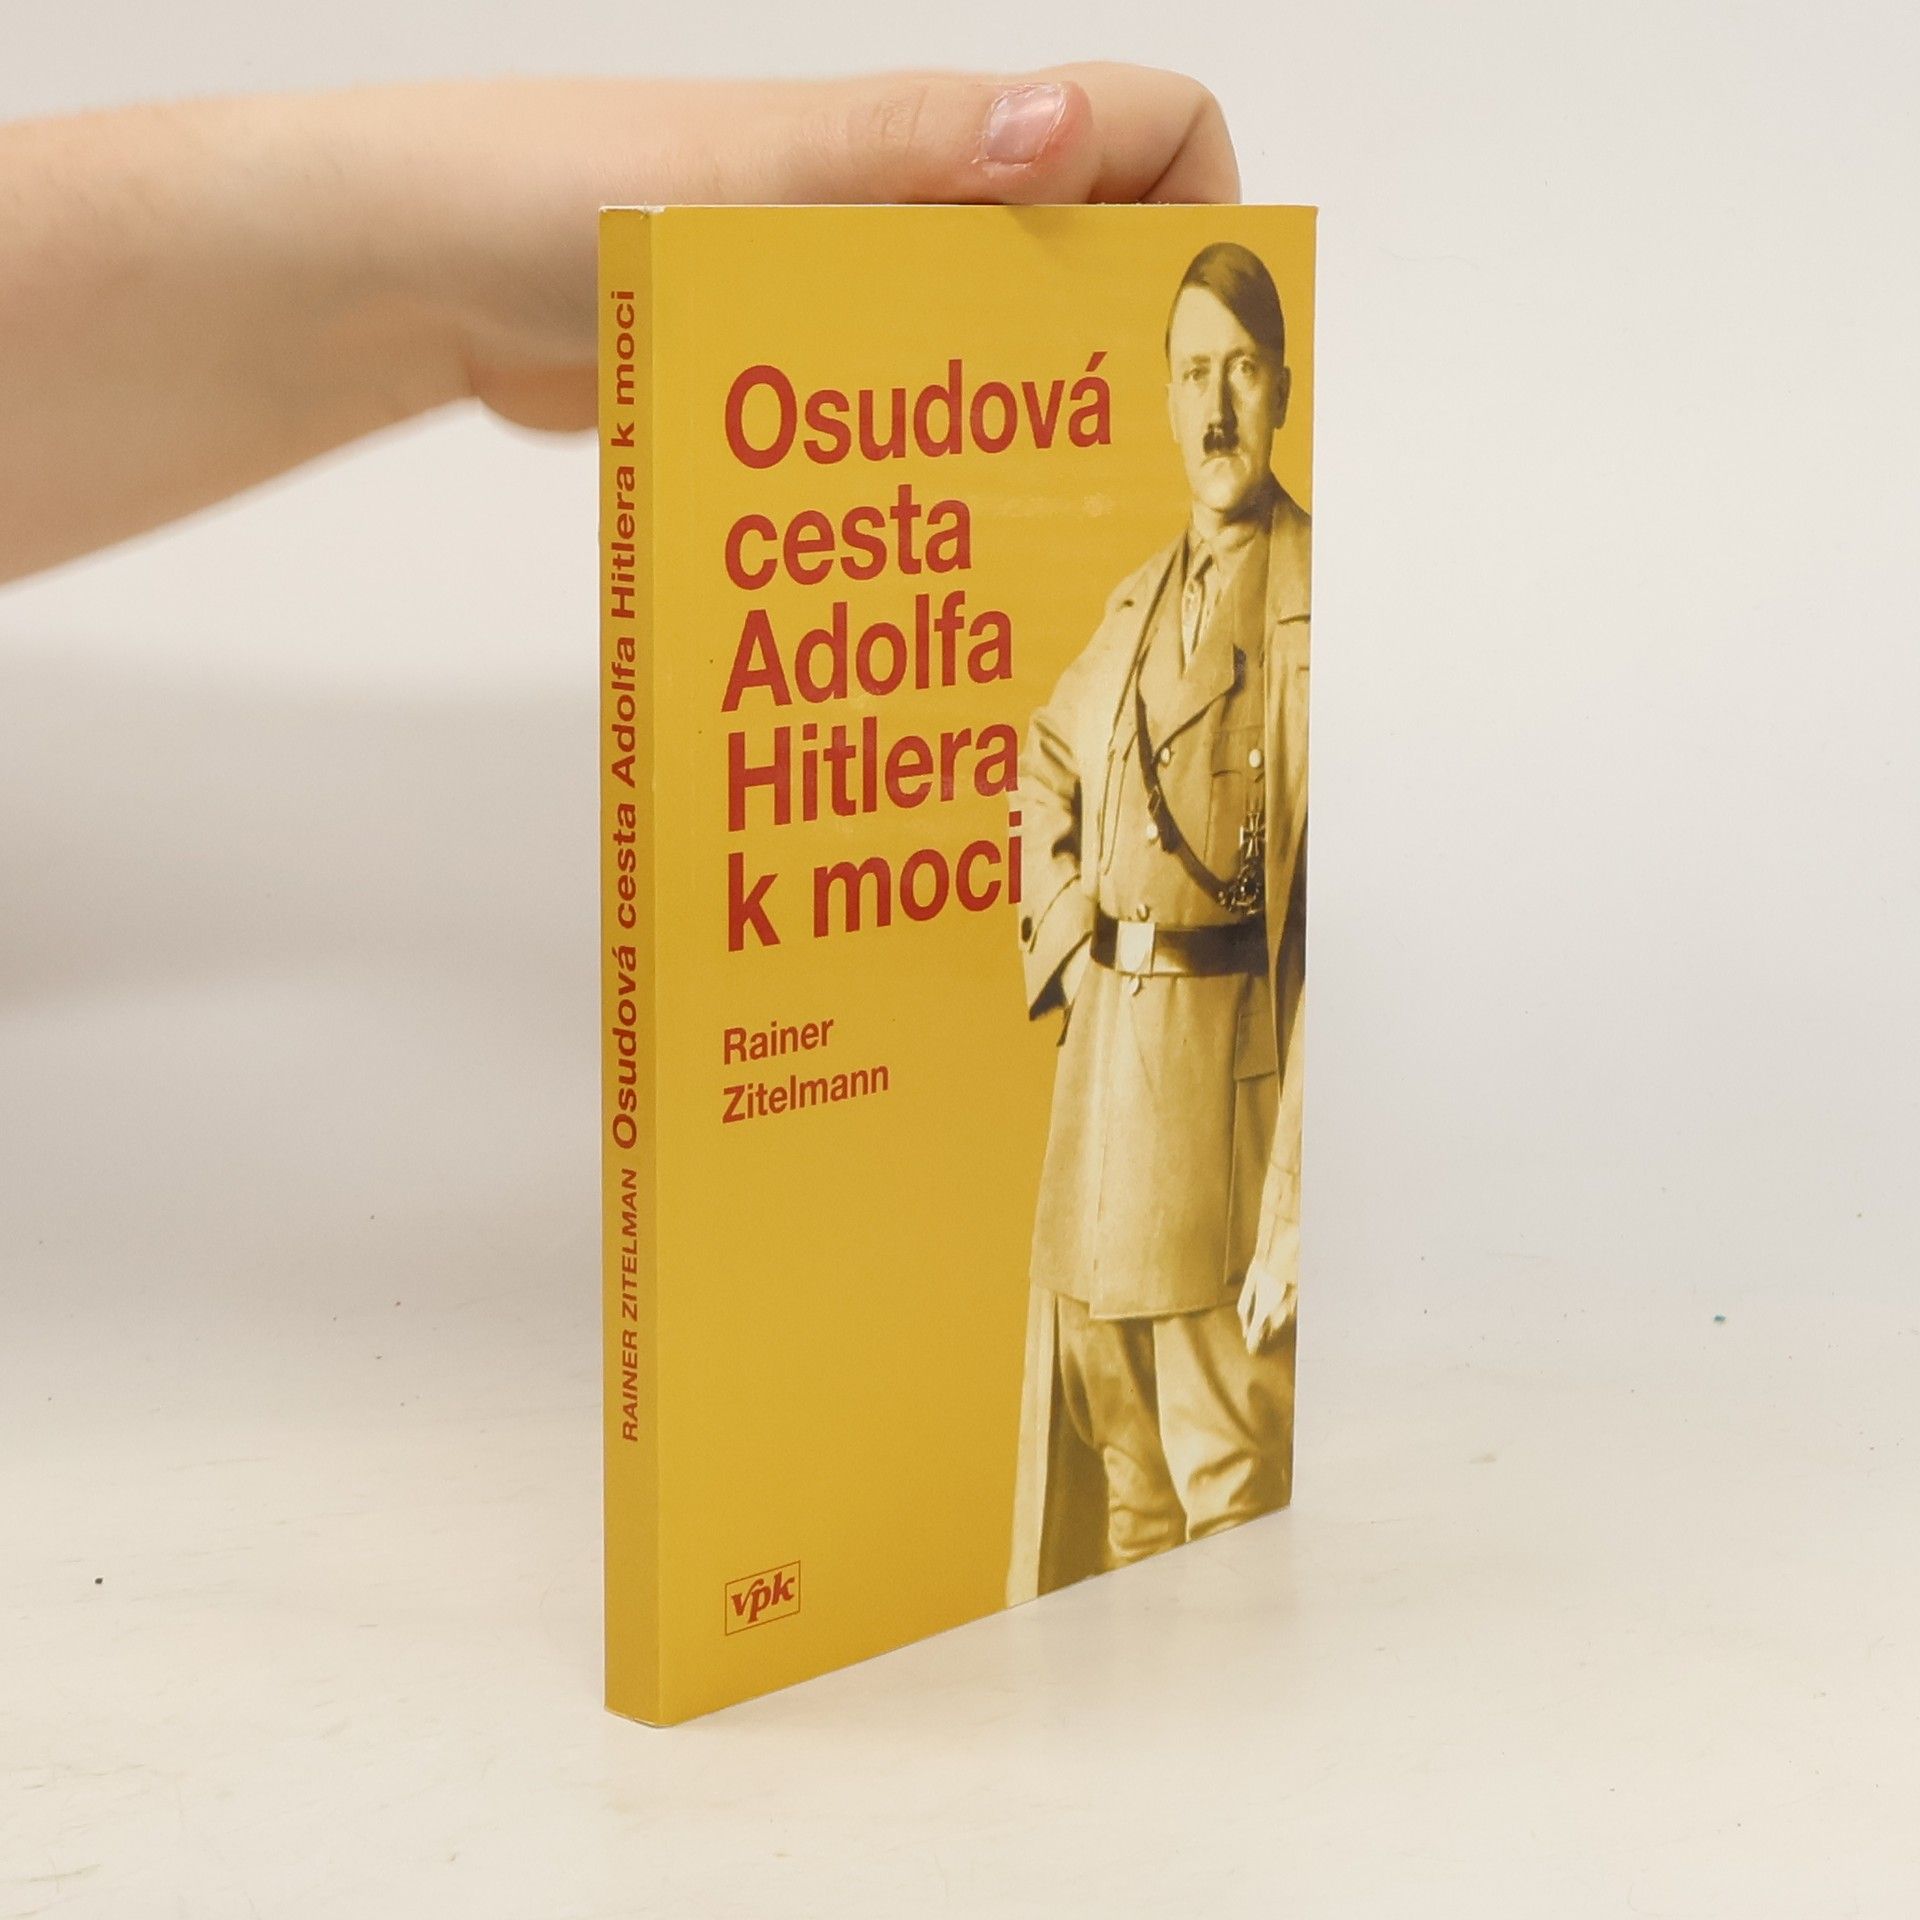 Osudová
cesta
Adolfa
Hitlera
k moci
Rainer
Zitelmann
vpk
RAINER ZITELMAN Osudová cesta Adolfa Hitlera k moci